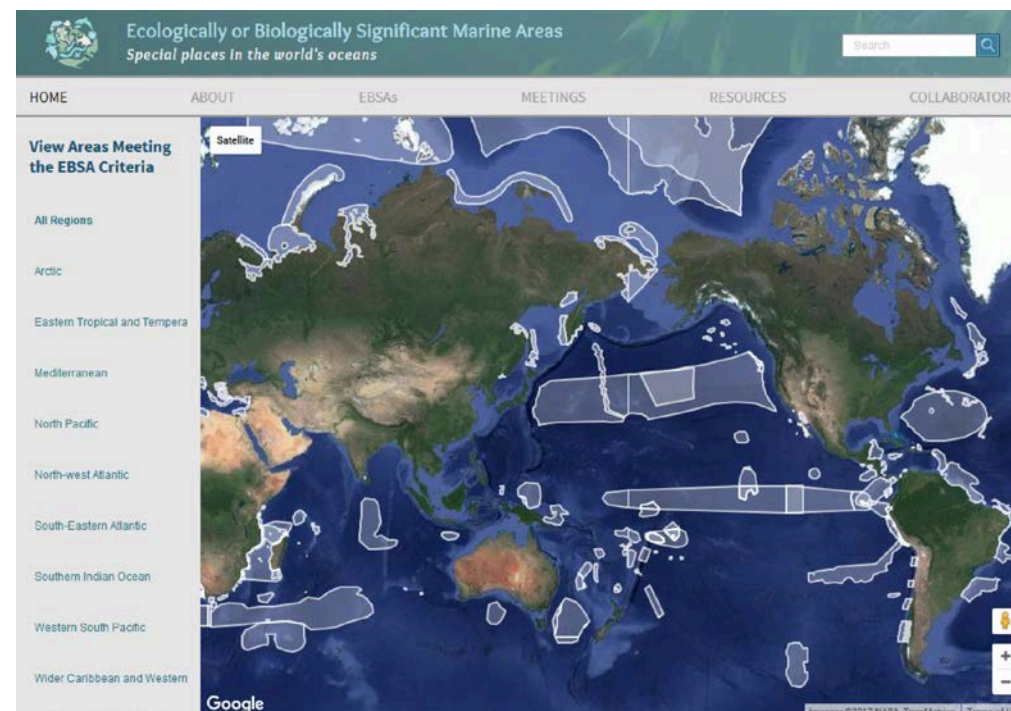 Ecologically or Biologically Significant Marine Areas
Special places in the world's oceans
Search
HOME ABOUT EBSAs MEETINGS RESOURCES COLLABORATOR
View Areas Meeting
the EBSA Criteria
Satellite
All Regions
Arctic
Eastern Tropical and Tempera
Mediterranean
North Pacific
North-west Atlantic
South-Eastern Atlantic
Southern Indian Ocean
Western South Pacific
Wider Caribbean and Western
Google